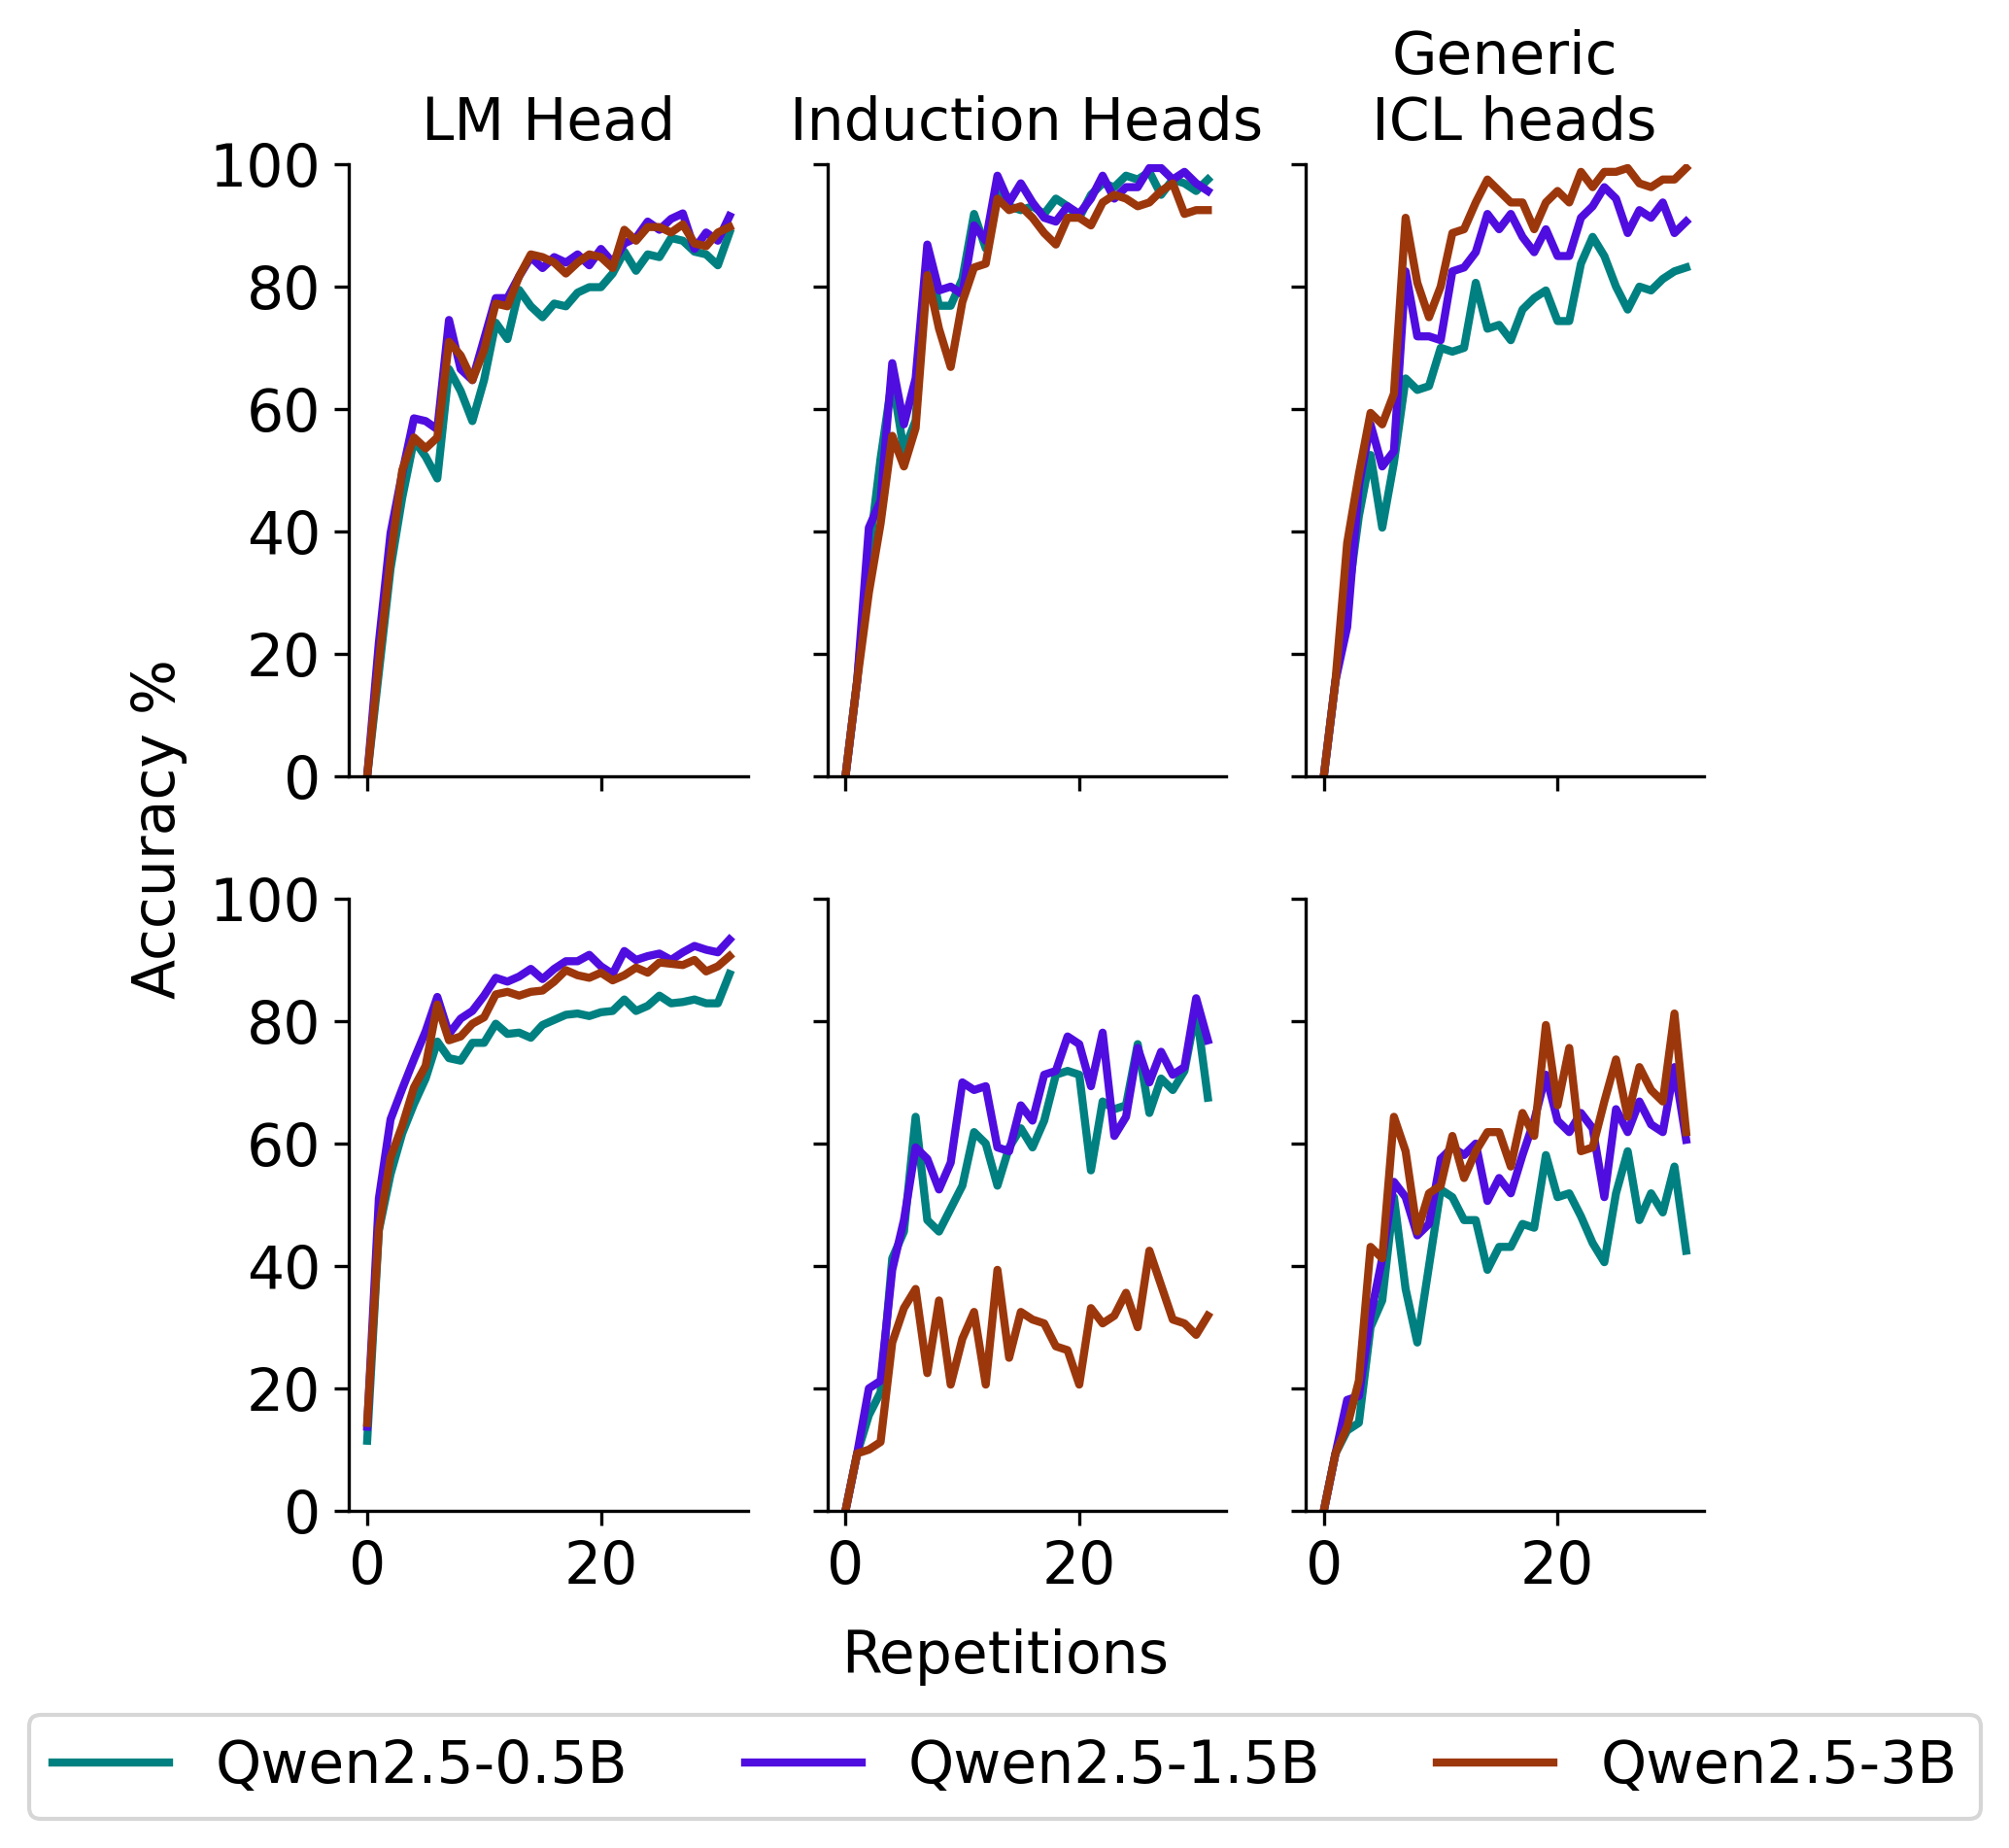 Generic
LM Head Induction Heads ICL heads
100
80
60
40
20
0
Accuracy %
100
80
60
40
20
0
0 20 0 20 0 20
Repetitions
Qwen2.5-0.5B Qwen2.5-1.5B Qwen2.5-3B